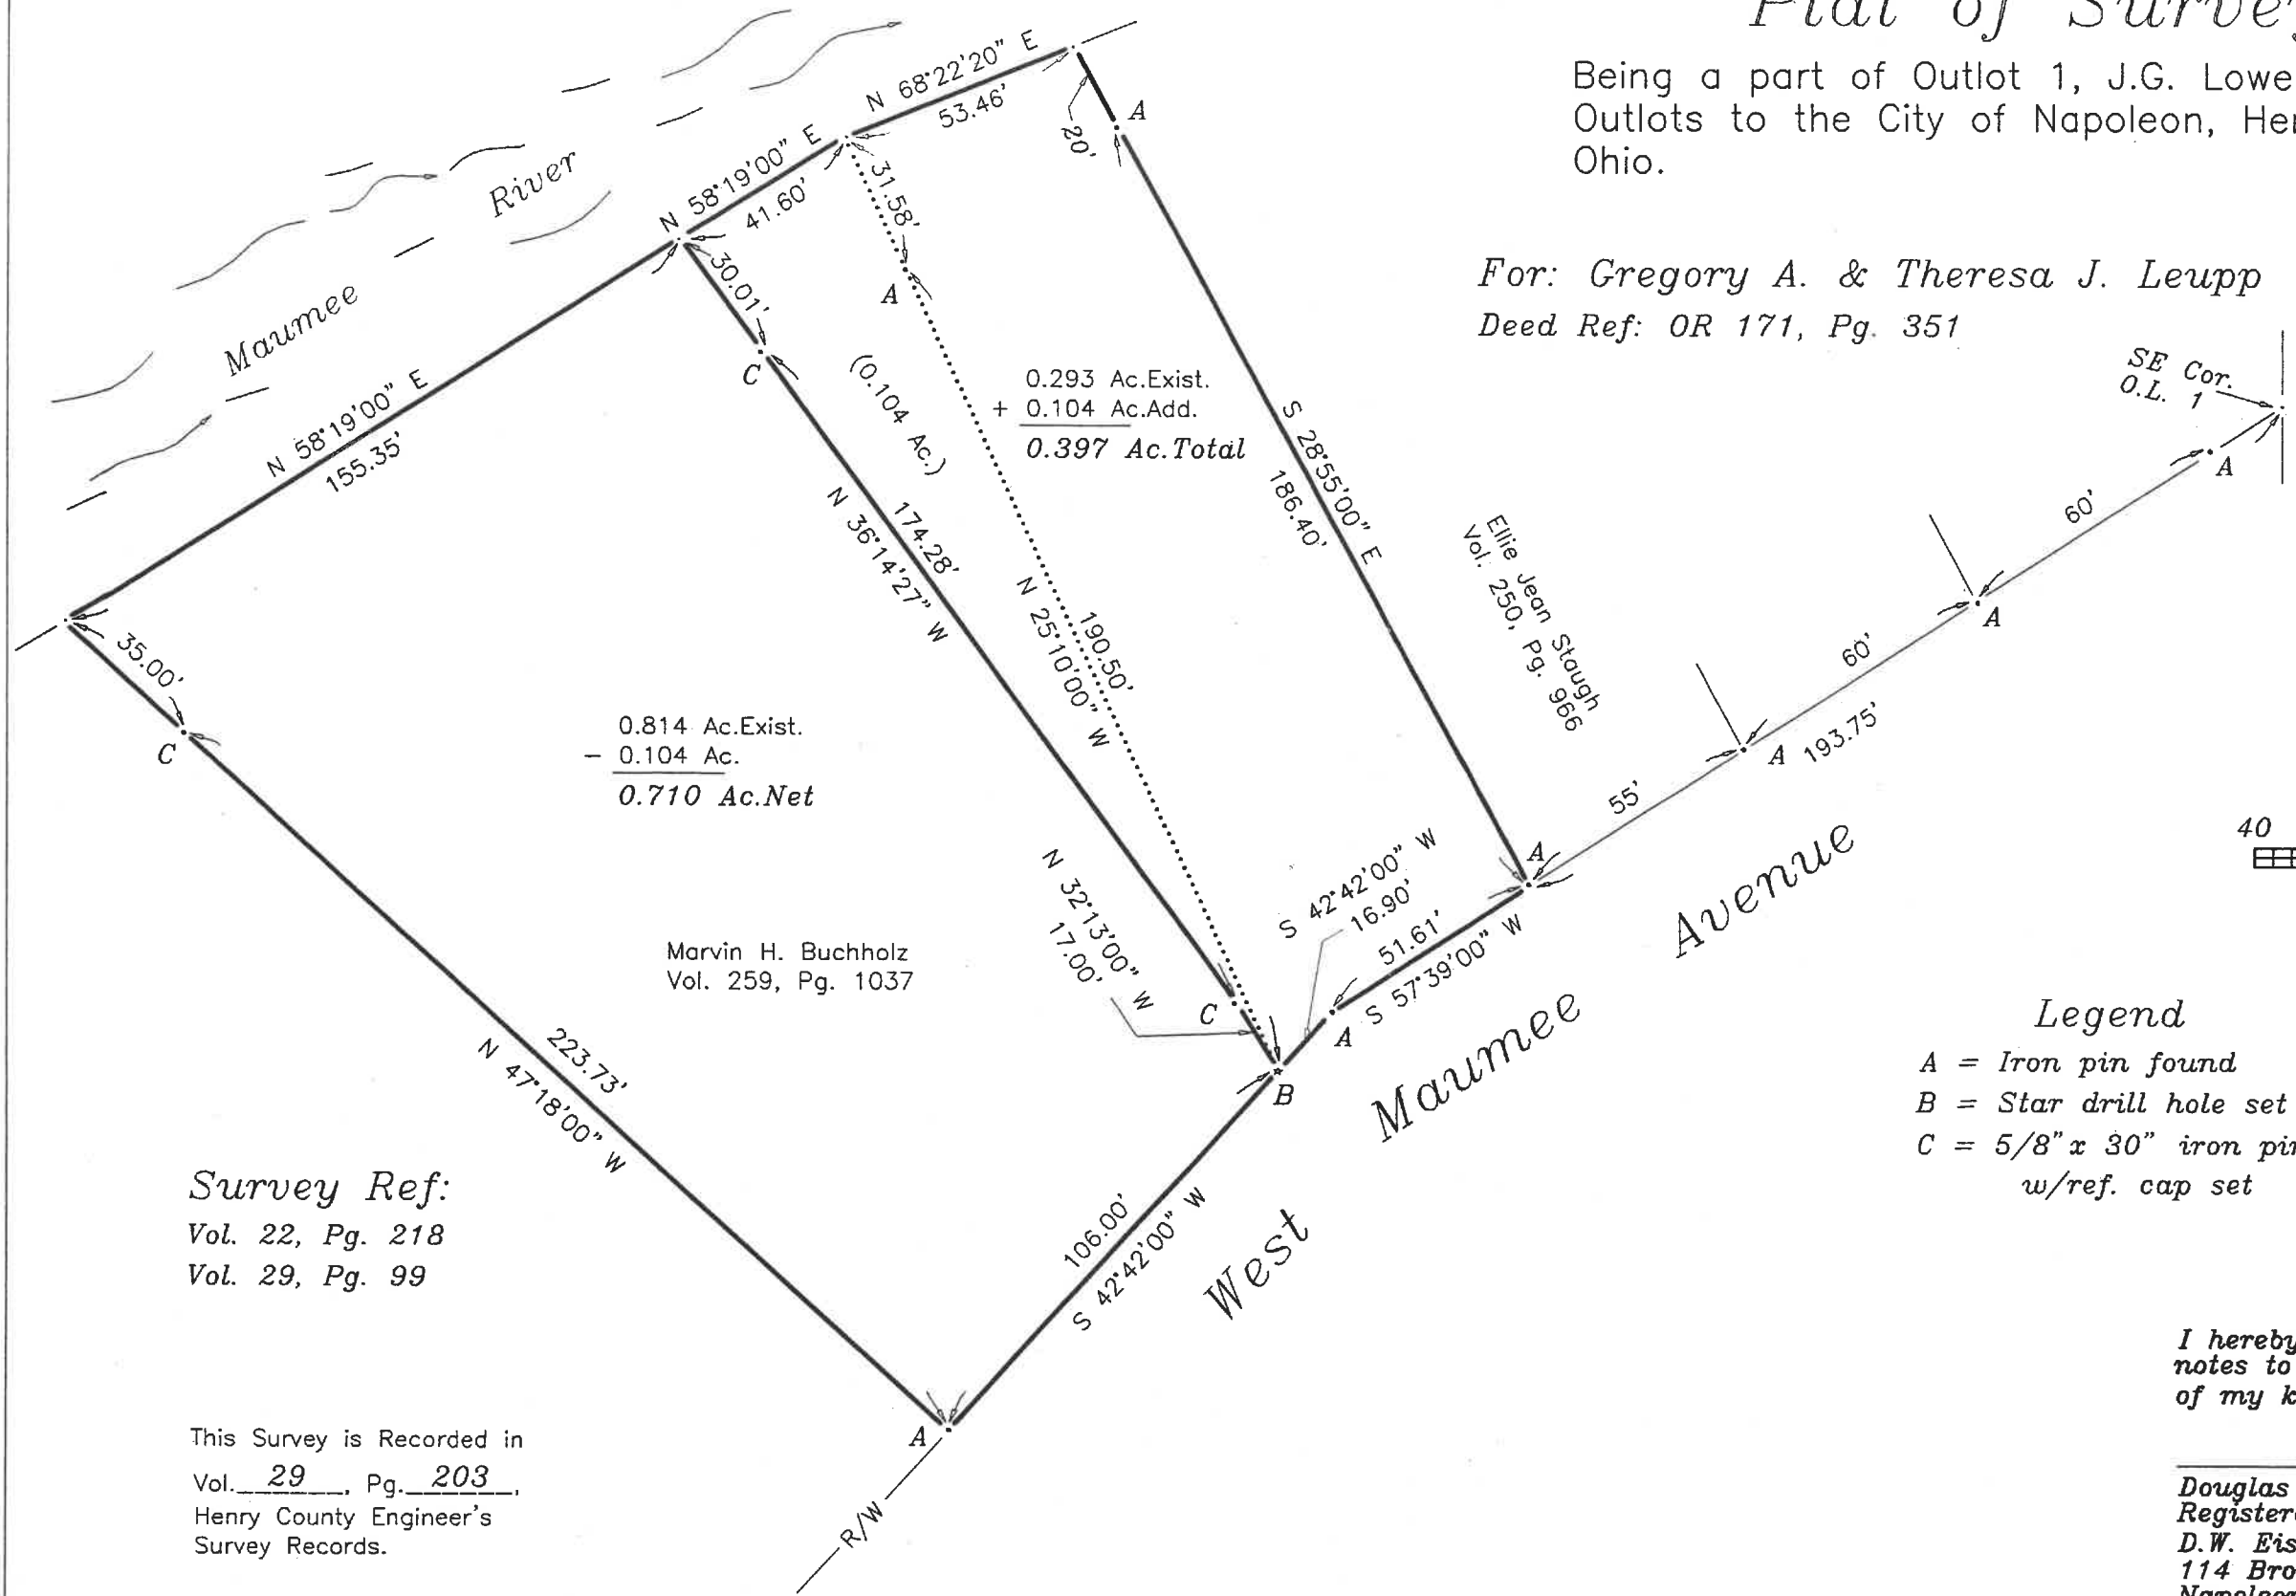 Plat of Survey
Being a part of Outlot 1, J.G. Lowe
Outlots to the City of Napoleon, Hen
Ohio.
For: Gregory A. & Theresa J. Leupp
Deed Ref: OR 171, Pg. 351
SE Cor.
O.L. 1
Maumee
River
N 58°19'00" E
155.35'
N 58°19'00" E
41.60'
N 68°22'20" E
53.46'
20'
A
31.58'
A
30.01'
C
(0.104 Ac.)
0.293 Ac.Exist.
+ 0.104 Ac.Add.
0.397 Ac.Total
S 28°55'00" E
186.40'
174.28'
N 36°14'27" W
190.50'
N 25°10'00" W
Ellie Jean Staugh
Vol. 250, Pg. 966
A
60'
A
60'
A
193.75'
55'
A
35.00'
C
0.814 Ac.Exist.
− 0.104 Ac.
0.710 Ac.Net
Marvin H. Buchholz
Vol. 259, Pg. 1037
N 32°13'00" W
17.00'
C
S 42°42'00" W
16.90'
51.61'
S 57°39'00" W
A
B
West Maumee Avenue
223.73'
N 47°18'00" W
106.00'
S 42°42'00" W
A
R/W
40
Legend
A = Iron pin found
B = Star drill hole set
C = 5/8"x 30" iron pin
w/ref. cap set
Survey Ref:
Vol. 22, Pg. 218
Vol. 29, Pg. 99
This Survey is Recorded in
Vol. 29, Pg. 203,
Henry County Engineer's
Survey Records.
I hereby
notes to
of my k
Douglas
Register
D.W. Eis
114 Bro
Napoleon